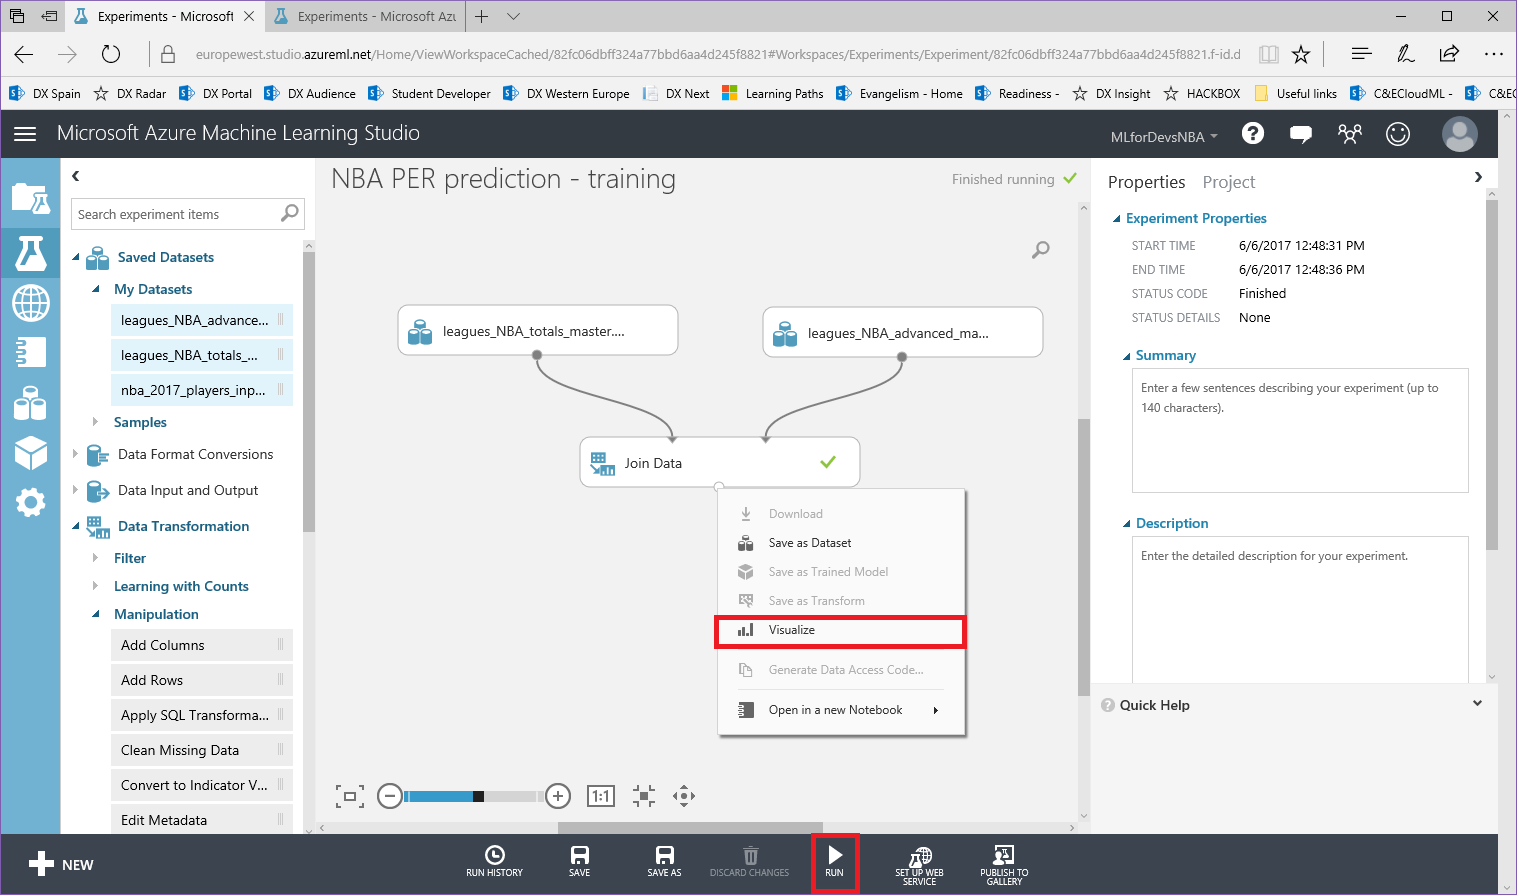 Experiments - Microsoft
Experiments - Microsoft Azu
europewest.studio.azureml.net/Home/ViewWorkspaceCached/82fc06dbff324a77bbd6aa4d245f8821#Workspaces/Experiments/Experiment/82fc06dbff324a77bbd6aa4d245f8821.f-id.d
DX Spain
DX Radar
DX Portal
DX Audience
Student Developer
DX Western Europe
DX Next
Learning Paths
Evangelism - Home
Readiness -
DX Insight
HACKBOX
Useful links
C&ECloudML -
C&EC
Microsoft Azure Machine Learning Studio
MLforDevsNBA
NBA PER prediction - training
Finished running
Search experiment items
Saved Datasets
My Datasets
leagues_NBA_advance...
leagues_NBA_totals_...
nba_2017_players_inp...
Samples
Data Format Conversions
Data Input and Output
Data Transformation
Filter
Learning with Counts
Manipulation
Add Columns
Add Rows
Apply SQL Transforma...
Clean Missing Data
Convert to Indicator V...
Edit Metadata
leagues_NBA_totals_master....
leagues_NBA_advanced_ma...
Join Data
Download
Save as Dataset
Save as Trained Model
Save as Transform
Visualize
Generate Data Access Code...
Open in a new Notebook
1:1
Properties Project
Experiment Properties
START TIME 6/6/2017 12:48:31 PM
END TIME 6/6/2017 12:48:36 PM
STATUS CODE Finished
STATUS DETAILS None
Summary
Enter a few sentences describing your experiment (up to
140 characters).
Description
Enter the detailed description for your experiment.
Quick Help
NEW
RUN HISTORY
SAVE
SAVE AS
DISCARD CHANGES
RUN
SET UP WEB
SERVICE
PUBLISH TO
GALLERY